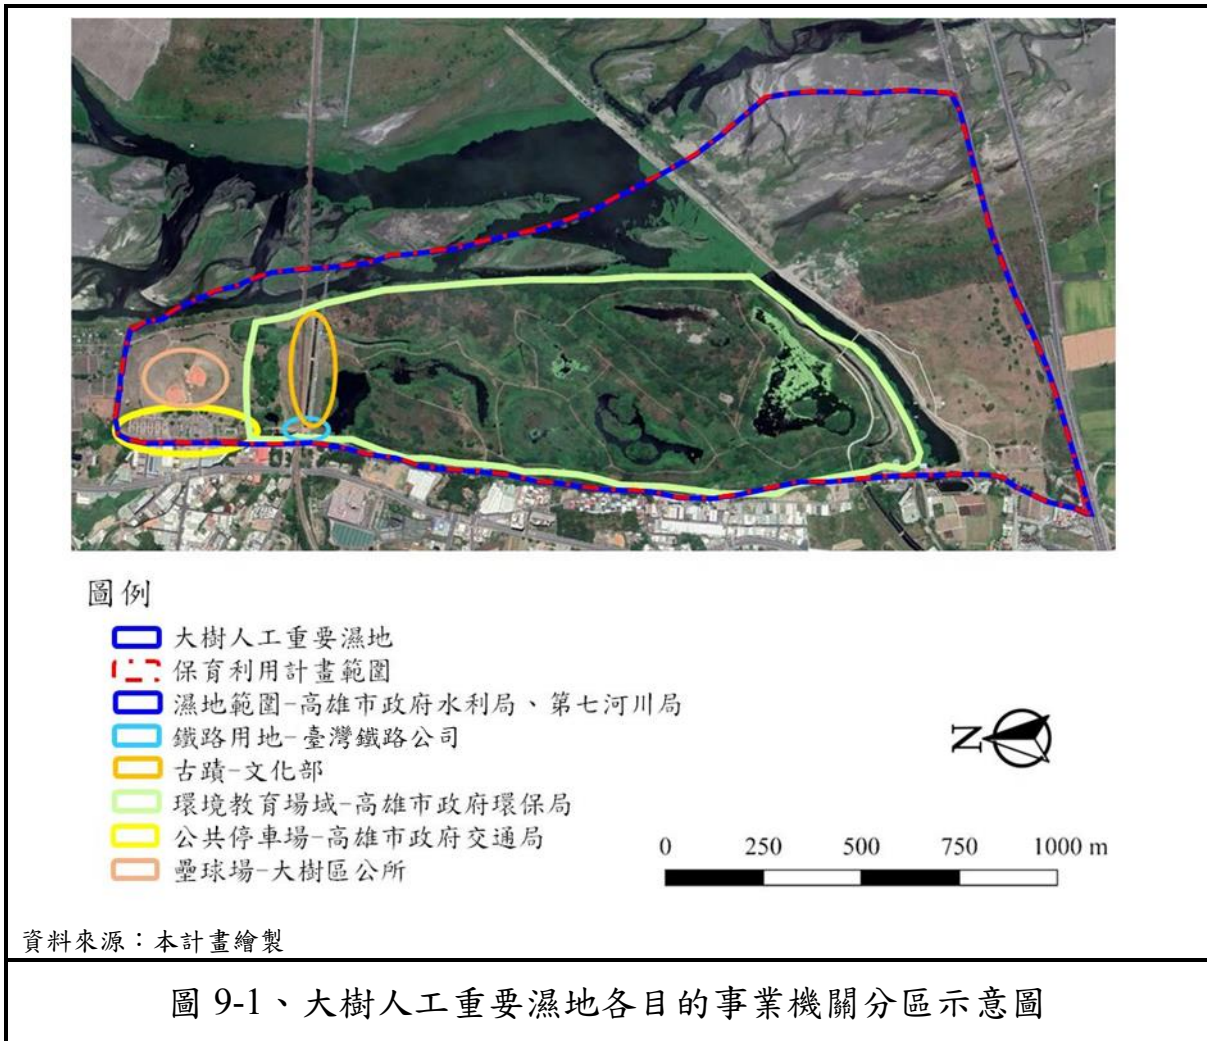 圖例
大樹人工重要濕地
保育利用計畫範圍
濕地範圍-高雄市政府水利局、第七河川局
鐵路用地-臺灣鐵路公司
古蹟-文化部
環境教育場域-高雄市政府環保局
公共停車場-高雄市政府交通局
壘球場-大樹區公所
N
0 250 500 750 1000 m
資料來源：本計畫繪製
圖 9-1、大樹人工重要濕地各目的事業機關分區示意圖